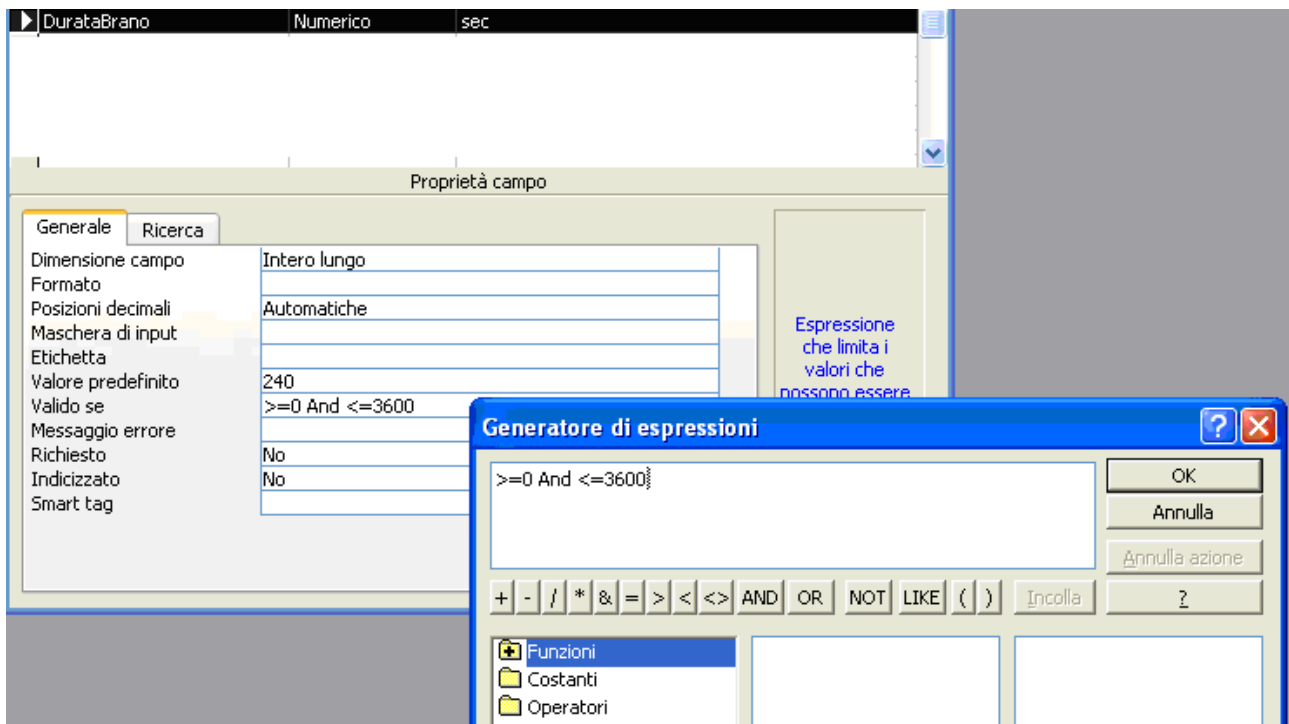 DurataBrano Numerico sec
Proprietà campo
Generale Ricerca
Dimensione campo Intero lungo
Formato
Posizioni decimali Automatiche
Maschera di input
Etichetta
Valore predefinito 240
Valido se >=0 And <=3600
Messaggio errore
Richiesto No
Indicizzato No
Smart tag
Espressione
che limita i
valori che
possono essere
Generatore di espressioni
>=0 And <=3600
OK
Annulla
Annulla azione
+ - / * & = > < <> AND OR NOT LIKE ( ) Incolla ?
Funzioni
Costanti
Operatori